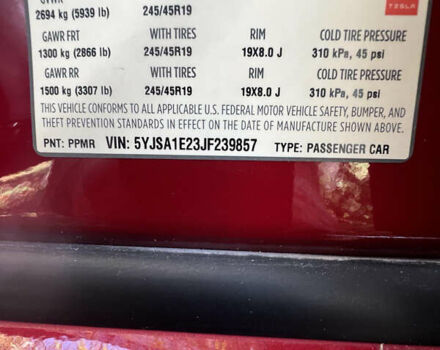 TESLA
2694 kg (5939 lb) 245/45R19
GAWR FRT WITH TIRES RIM COLD TIRE PRESSURE
1300 kg (2866 lb) 245/45R19 19X8.0 J 310 kPa, 45 psi
GAWR RR WITH TIRES RIM COLD TIRE PRESSURE
1500 kg (3307 lb) 245/45R19 19X8.0 J 310 kPa, 45 psi
THIS VEHICLE CONFORMS TO ALL APPLICABLE U.S. FEDERAL MOTOR VEHICLE SAFETY, BUMPER, AND
THEFT PREVENTION STANDARDS IN EFFECT ON THE DATE OF MANUFACTURE SHOWN ABOVE.
PNT: PPMR VIN: 5YJSA1E23JF239857 TYPE: PASSENGER CAR